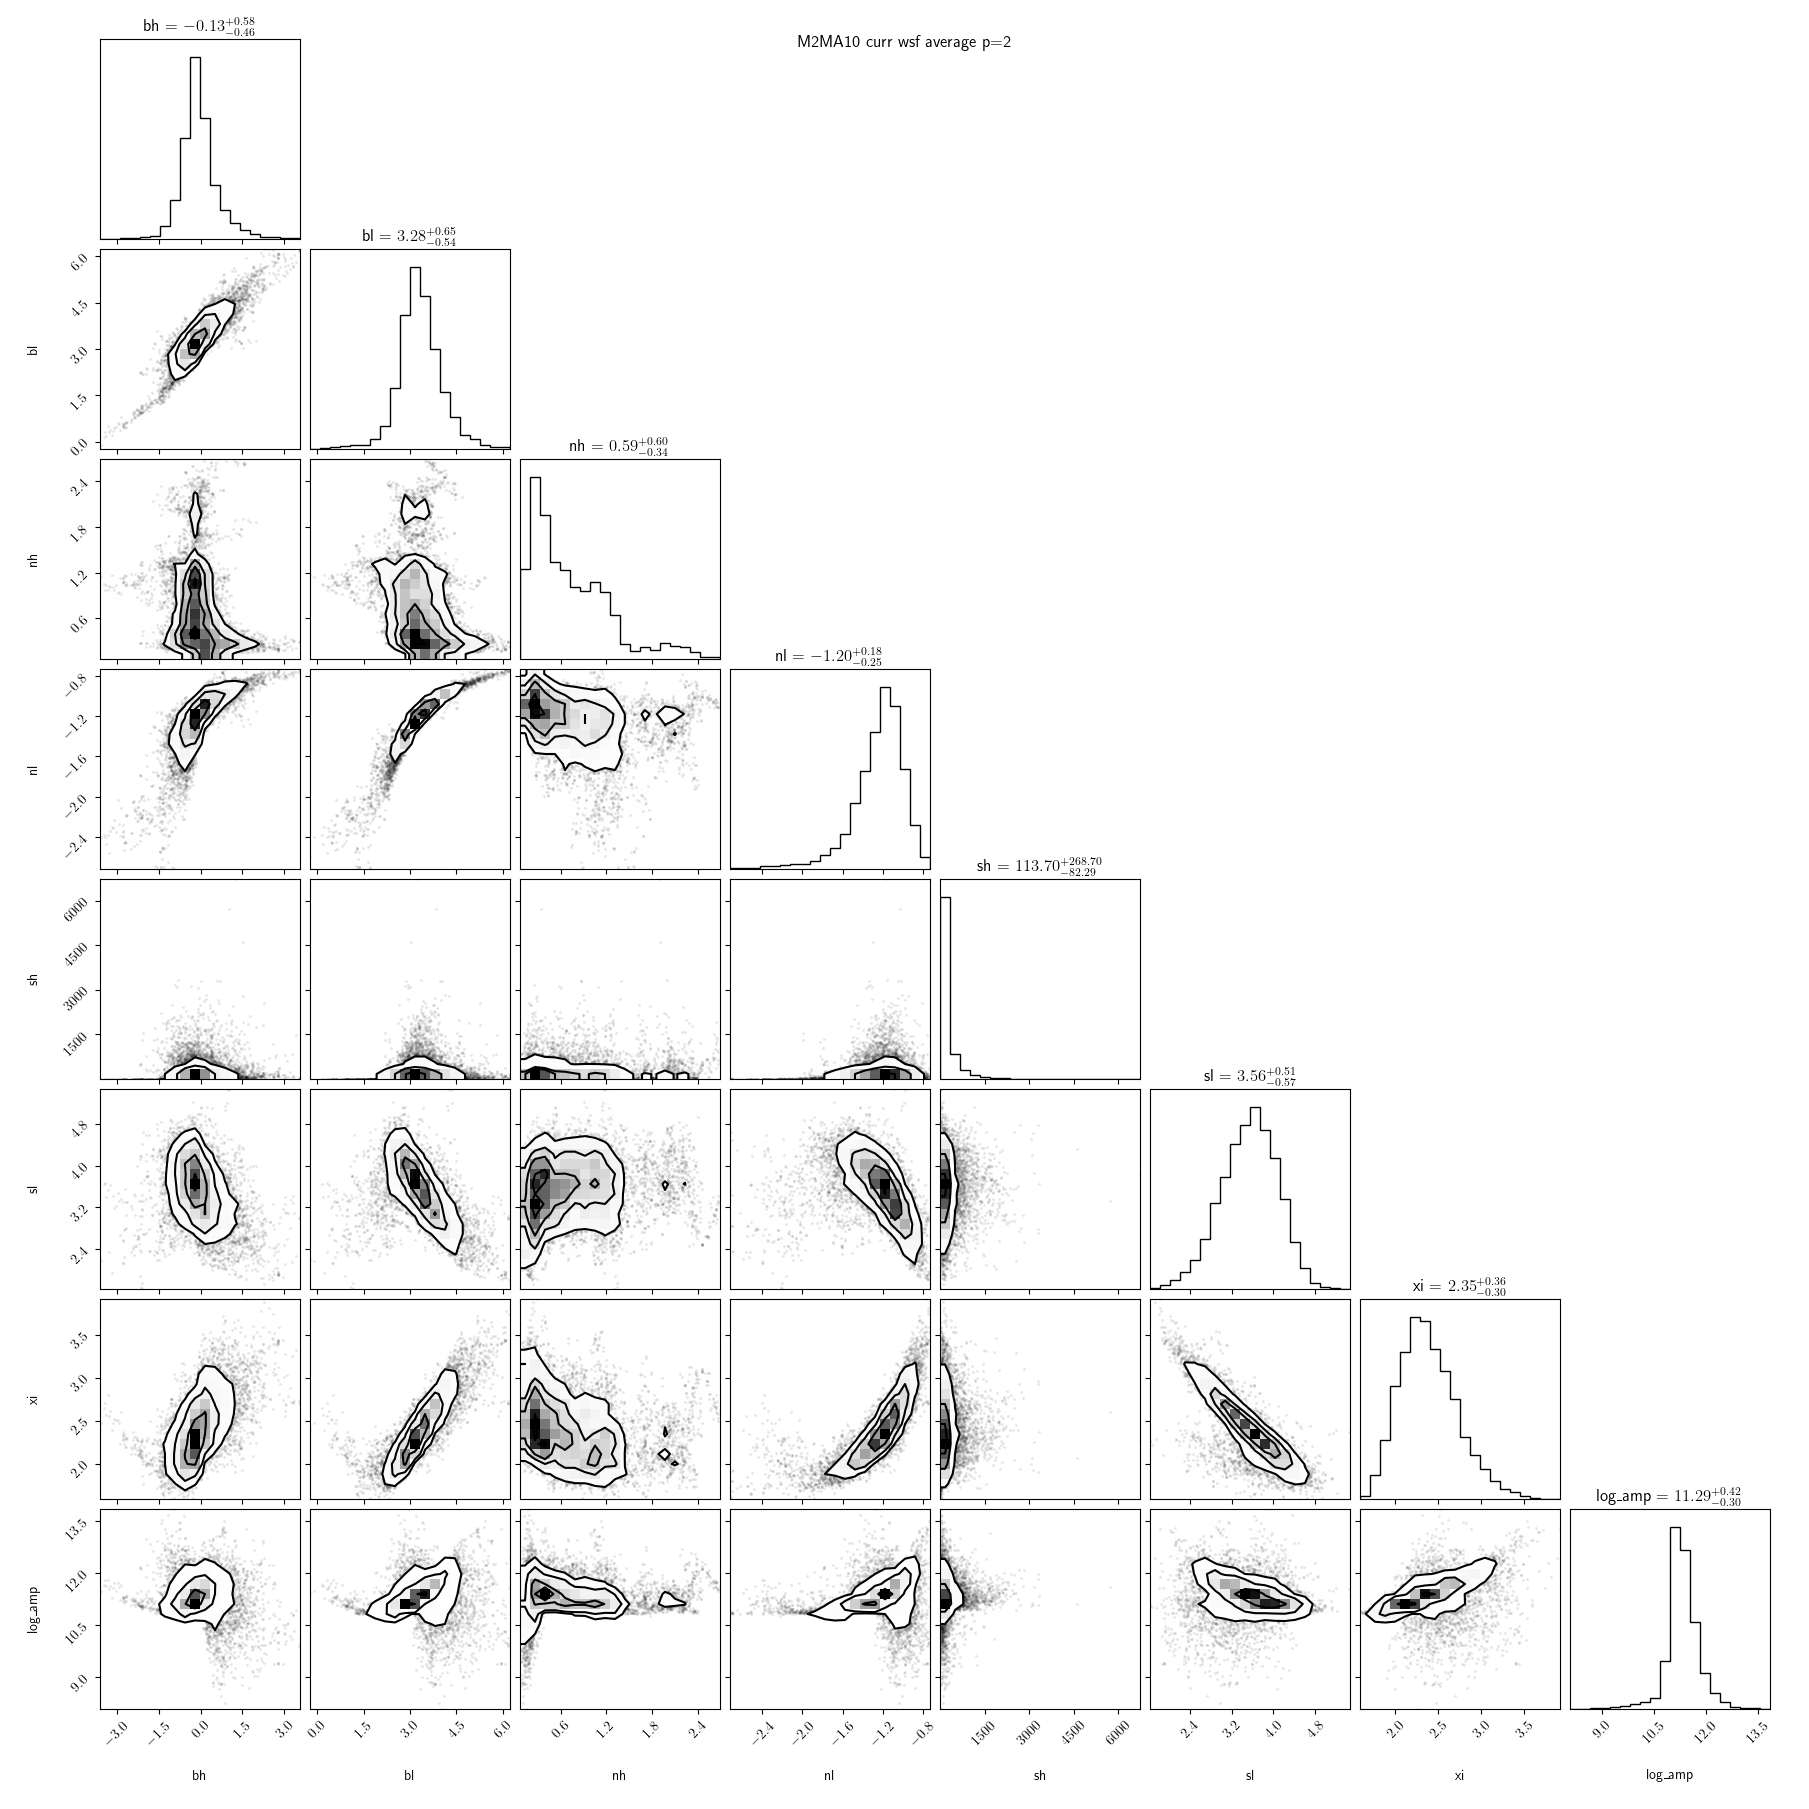 bh = −0.13+0.58−0.46
M2MA10 curr wsf average p=2
bl = 3.28+0.65−0.54
6.0
4.5
3.0
1.5
0.0
bl
nh = 0.59+0.60−0.34
2.4
1.8
1.2
0.6
nh
nl = −1.20+0.18−0.25
−0.8
−1.2
−1.6
−2.0
−2.4
nl
sh = 113.70+268.70−82.29
6000
4500
3000
1500
sh
sl = 3.56+0.51−0.57
4.8
4.0
3.2
2.4
sl
xi = 2.35+0.36−0.30
3.5
3.0
2.5
2.0
xi
log_amp = 11.29+0.42−0.30
13.5
12.0
10.5
9.0
log_amp
−3.0 −1.5 0.0 1.5 3.0 0.0 1.5 3.0 4.5 6.0 0.6 1.2 1.8 2.4 −2.4 −2.0 −1.6 −1.2 −0.8 1500 3000 4500 6000 2.4 3.2 4.0 4.8 2.0 2.5 3.0 3.5 9.0 10.5 12.0 13.5
bh bl nh nl sh sl xi log_amp